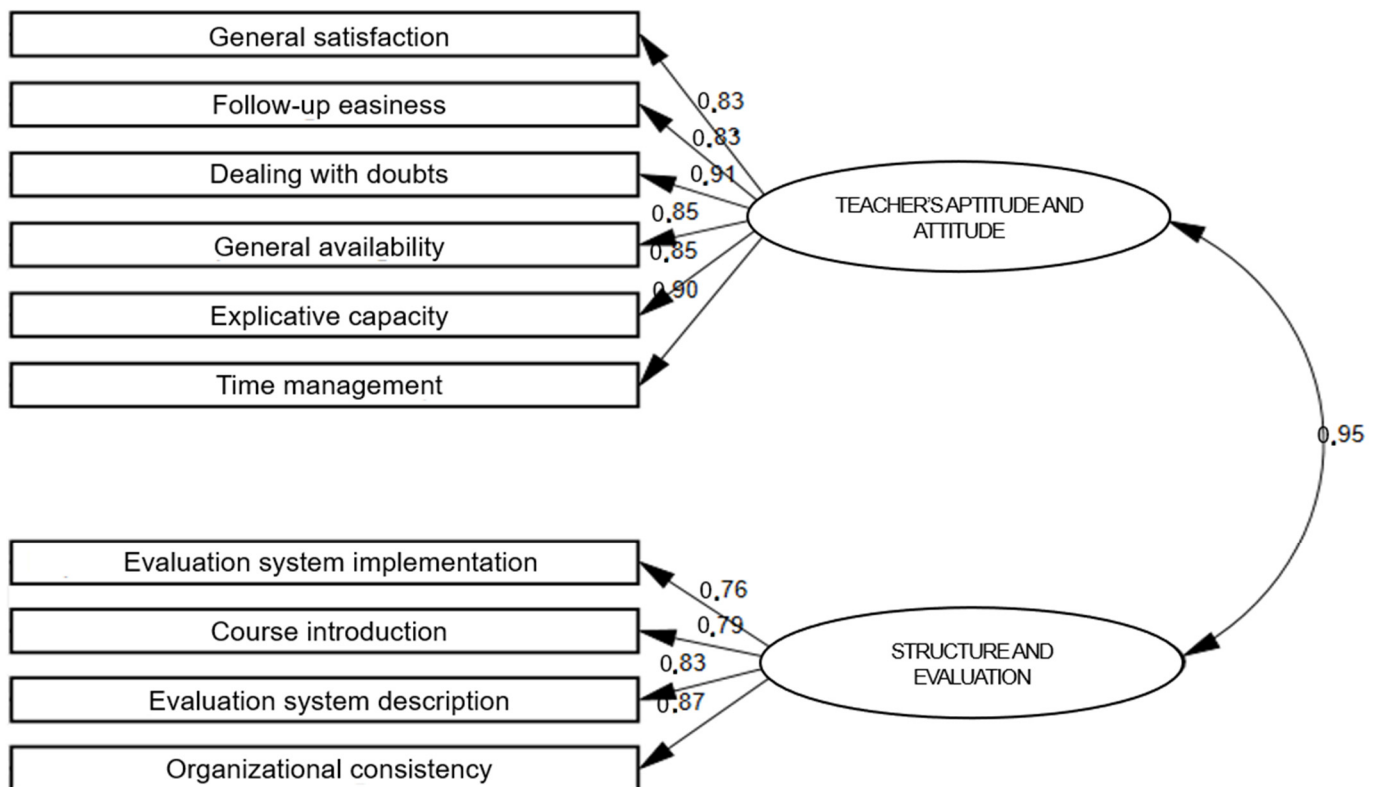 General satisfaction
0.83
Follow-up easiness
0.83
Dealing with doubts
0.91
TEACHER'S APTITUDE AND
ATTITUDE
0.85
General availability
0.85
0.90
Explicative capacity
Time management
0.95
Evaluation system implementation
0.76
Course introduction
0.79
0.83
STRUCTURE AND
EVALUATION
Evaluation system description
0.87
Organizational consistency